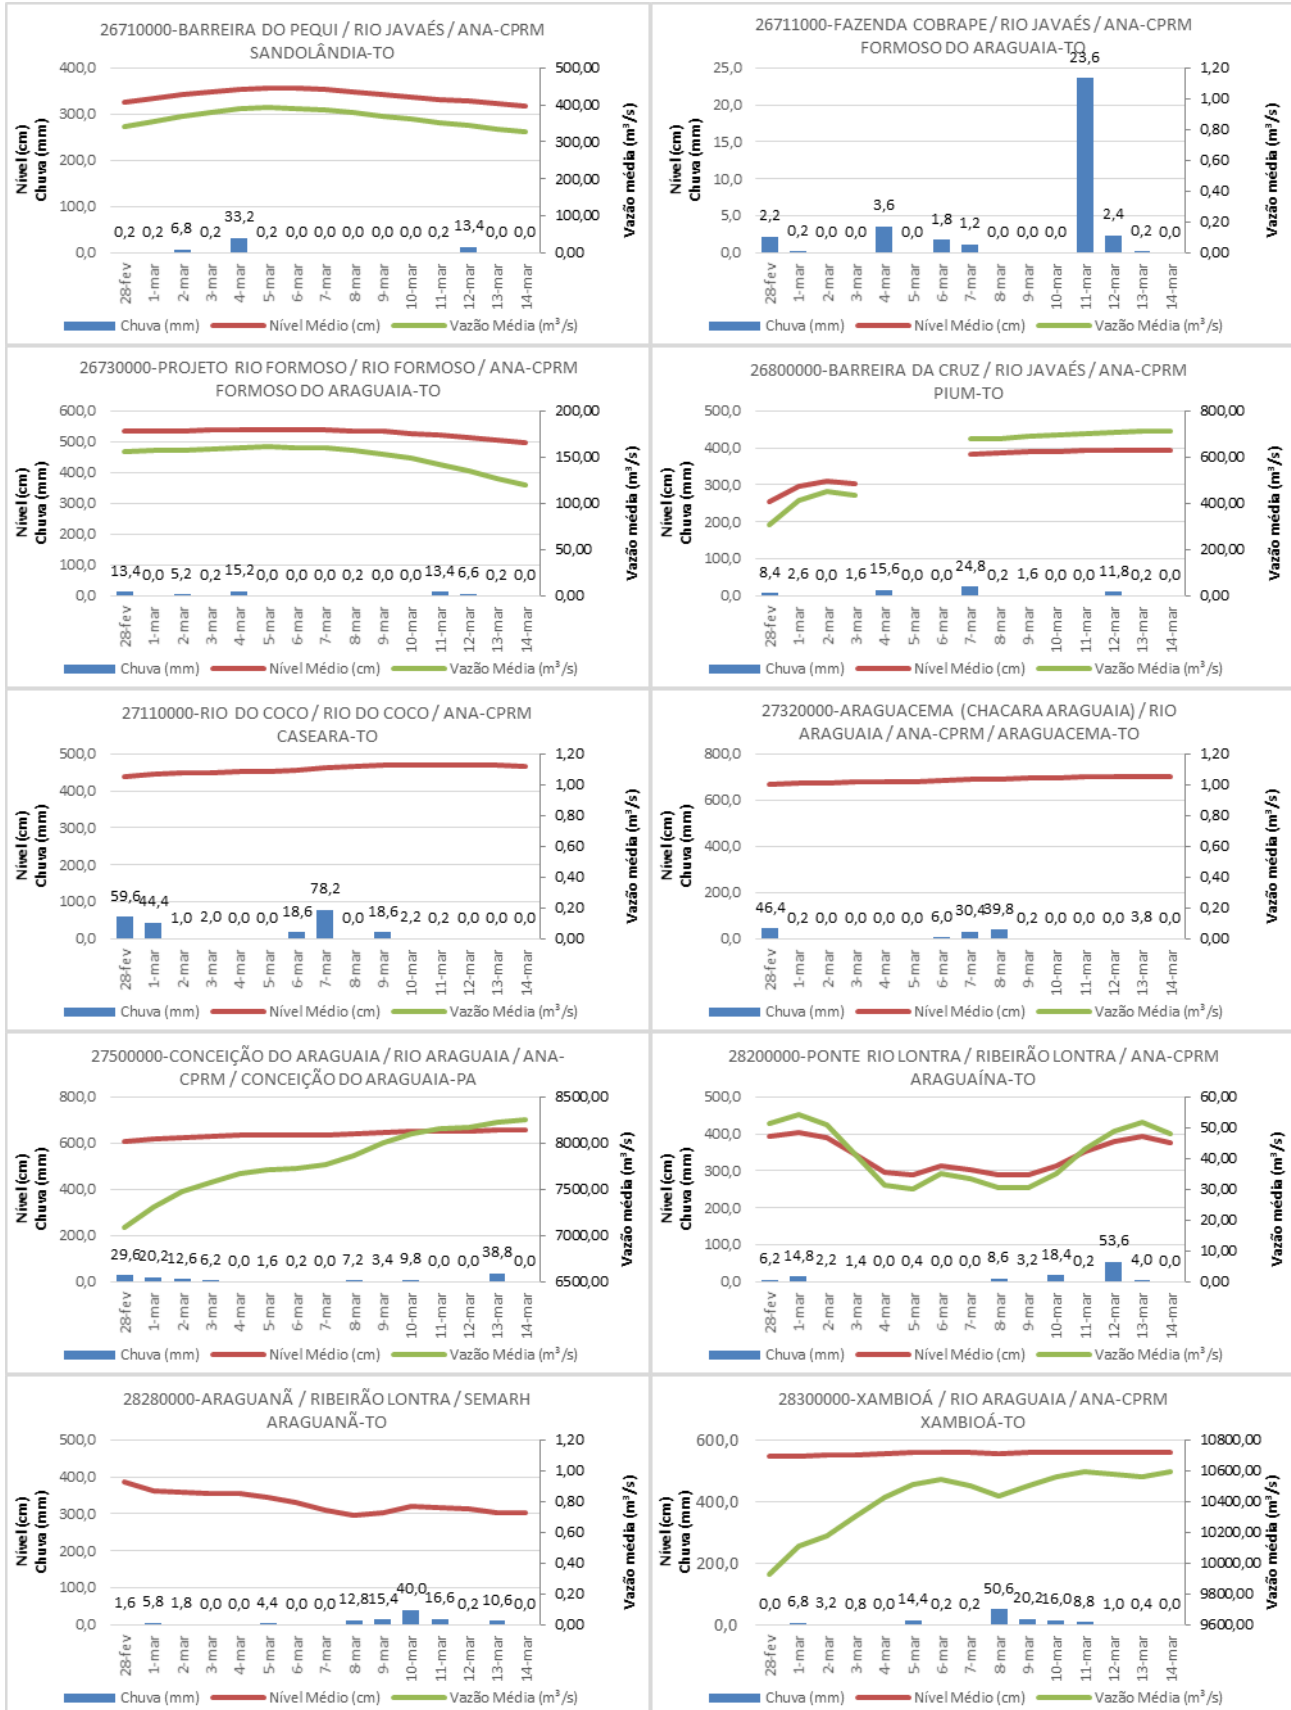 26710000-BARREIRA DO PEQUI / RIO JAVAÉS / ANA-CPRM
SANDOLÂNDIA-TO
Nível (cm)
Chuva (mm)
400,0
300,0
200,0
100,0
0,0
0,2 0,2 6,8 0,2 33,2 0,2 0,0 0,0 0,0 0,0 0,0 0,2 13,4 0,0 0,0
500,00
400,00
300,00
200,00
100,00
0,00
Vazão média (m³/s)
28-fev 1-mar 2-mar 3-mar 4-mar 5-mar 6-mar 7-mar 8-mar 9-mar 10-mar 11-mar 12-mar 13-mar 14-mar
Chuva (mm) Nível Médio (cm) Vazão Média (m³/s)
26711000-FAZENDA COBRAPE / RIO JAVAÉS / ANA-CPRM
FORMOSO DO ARAGUAIA-TO
Nível (cm)
Chuva (mm)
25,0
20,0
15,0
10,0
5,0
0,0
2,2 0,2 0,0 0,0 3,6 0,0 1,8 1,2 0,0 0,0 0,0 23,6 2,4 0,2 0,0
1,20
1,00
0,80
0,60
0,40
0,20
0,00
Vazão média (m³/s)
28-fev 1-mar 2-mar 3-mar 4-mar 5-mar 6-mar 7-mar 8-mar 9-mar 10-mar 11-mar 12-mar 13-mar 14-mar
Chuva (mm) Nível Médio (cm) Vazão Média (m³/s)
26730000-PROJETO RIO FORMOSO / RIO FORMOSO / ANA-CPRM
FORMOSO DO ARAGUAIA-TO
Nível (cm)
Chuva (mm)
600,0
500,0
400,0
300,0
200,0
100,0
0,0
13,4 0,0 5,2 0,2 15,2 0,0 0,0 0,0 0,2 0,0 0,0 13,4 6,6 0,2 0,0
200,00
150,00
100,00
50,00
0,00
Vazão média (m³/s)
28-fev 1-mar 2-mar 3-mar 4-mar 5-mar 6-mar 7-mar 8-mar 9-mar 10-mar 11-mar 12-mar 13-mar 14-mar
Chuva (mm) Nível Médio (cm) Vazão Média (m³/s)
26800000-BARREIRA DA CRUZ / RIO JAVAÉS / ANA-CPRM
PIUM-TO
Nível (cm)
Chuva (mm)
500,0
400,0
300,0
200,0
100,0
0,0
8,4 2,6 0,0 1,6 15,6 0,0 0,0 24,8 0,2 1,6 0,0 0,0 11,8 0,2 0,0
800,00
600,00
400,00
200,00
0,00
Vazão média (m³/s)
28-fev 1-mar 2-mar 3-mar 4-mar 5-mar 6-mar 7-mar 8-mar 9-mar 10-mar 11-mar 12-mar 13-mar 14-mar
Chuva (mm) Nível Médio (cm) Vazão Média (m³/s)
27110000-RIO DO COCO / RIO DO COCO / ANA-CPRM
CASEARA-TO
Nível (cm)
Chuva (mm)
500,0
400,0
300,0
200,0
100,0
0,0
59,6 44,4 1,0 2,0 0,0 0,0 18,6 78,2 0,0 18,6 2,2 0,2 0,0 0,0 0,0
1,20
1,00
0,80
0,60
0,40
0,20
0,00
Vazão média (m³/s)
28-fev 1-mar 2-mar 3-mar 4-mar 5-mar 6-mar 7-mar 8-mar 9-mar 10-mar 11-mar 12-mar 13-mar 14-mar
Chuva (mm) Nível Médio (cm) Vazão Média (m³/s)
27320000-ARAGUACEMA (CHACARA ARAGUAIA) / RIO
ARAGUAIA / ANA-CPRM / ARAGUACEMA-TO
Nível (cm)
Chuva (mm)
800,0
600,0
400,0
200,0
0,0
46,4 0,2 0,0 0,0 0,0 0,0 6,0 30,4 39,8 0,2 0,0 0,0 0,0 3,8 0,0
1,20
1,00
0,80
0,60
0,40
0,20
0,00
Vazão média (m³/s)
28-fev 1-mar 2-mar 3-mar 4-mar 5-mar 6-mar 7-mar 8-mar 9-mar 10-mar 11-mar 12-mar 13-mar 14-mar
Chuva (mm) Nível Médio (cm) Vazão Média (m³/s)
27500000-CONCEIÇÃO DO ARAGUAIA / RIO ARAGUAIA / ANA-
CPRM / CONCEIÇÃO DO ARAGUAIA-PA
Nível (cm)
Chuva (mm)
800,0
600,0
400,0
200,0
0,0
29,6 20,2 12,6 6,2 0,0 1,6 0,2 0,0 7,2 3,4 9,8 0,0 0,0 38,8 0,0
8500,00
8000,00
7500,00
7000,00
6500,00
Vazão média (m³/s)
28-fev 1-mar 2-mar 3-mar 4-mar 5-mar 6-mar 7-mar 8-mar 9-mar 10-mar 11-mar 12-mar 13-mar 14-mar
Chuva (mm) Nível Médio (cm) Vazão Média (m³/s)
28200000-PONTE RIO LONTRA / RIBEIRÃO LONTRA / ANA-CPRM
ARAGUAÍNA-TO
Nível (cm)
Chuva (mm)
500,0
400,0
300,0
200,0
100,0
0,0
6,2 14,8 2,2 1,4 0,0 0,4 0,0 0,0 8,6 3,2 18,4 0,2 53,6 4,0 0,0
60,00
50,00
40,00
30,00
20,00
10,00
0,00
Vazão média (m³/s)
28-fev 1-mar 2-mar 3-mar 4-mar 5-mar 6-mar 7-mar 8-mar 9-mar 10-mar 11-mar 12-mar 13-mar 14-mar
Chuva (mm) Nível Médio (cm) Vazão Média (m³/s)
28280000-ARAGUANÃ / RIBEIRÃO LONTRA / SEMARH
ARAGUANÃ-TO
Nível (cm)
Chuva (mm)
500,0
400,0
300,0
200,0
100,0
0,0
1,6 5,8 1,8 0,0 0,0 4,4 0,0 0,0 12,8 15,4 40,0 16,6 0,2 10,6 0,0
1,20
1,00
0,80
0,60
0,40
0,20
0,00
Vazão média (m³/s)
28-fev 1-mar 2-mar 3-mar 4-mar 5-mar 6-mar 7-mar 8-mar 9-mar 10-mar 11-mar 12-mar 13-mar 14-mar
Chuva (mm) Nível Médio (cm) Vazão Média (m³/s)
28300000-XAMBIOÁ / RIO ARAGUAIA / ANA-CPRM
XAMBIOÁ-TO
Nível (cm)
Chuva (mm)
600,0
400,0
200,0
0,0
0,0 6,8 3,2 0,8 0,0 14,4 0,2 0,2 50,6 20,2 16,0 8,8 1,0 0,4 0,0
10800,00
10600,00
10400,00
10200,00
10000,00
9800,00
9600,00
Vazão média (m³/s)
28-fev 1-mar 2-mar 3-mar 4-mar 5-mar 6-mar 7-mar 8-mar 9-mar 10-mar 11-mar 12-mar 13-mar 14-mar
Chuva (mm) Nível Médio (cm) Vazão Média (m³/s)